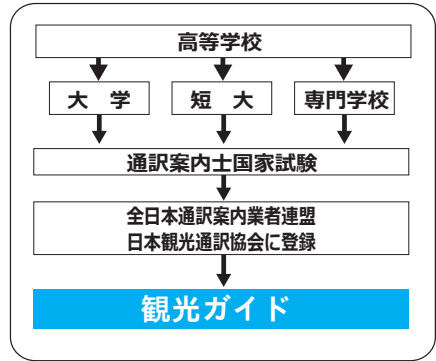 高等学校
大 学
短 大
専門学校
通訳案内士国家試験
全日本通訳案内業者連盟
日本観光通訳協会に登録
観光ガイド